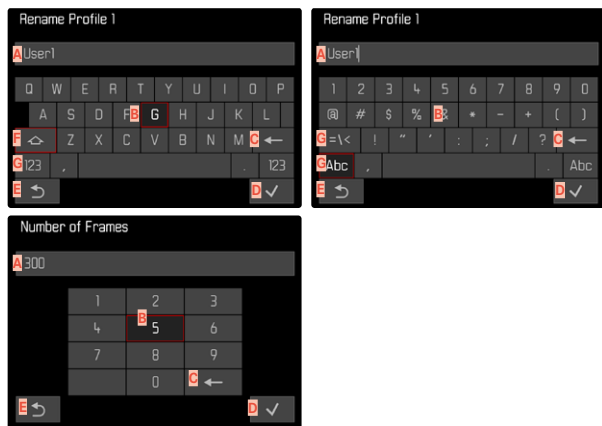 Rename Profile 1
A User1
Q W E R T Y U I O P
A S D F B G H J K L
F Z X C V B N M C ←
G 123 , . 123
E D ✓
Rename Profile 1
A User1
1 2 3 4 5 6 7 8 9 0
@ # $ % B & * - + ( )
G =\< ! " ' : ; / ? C ←
G Abc , . Abc
E D ✓
Number of Frames
A 300
1 2 3
4 B 5 6
7 8 9
0 C ←
E D ✓